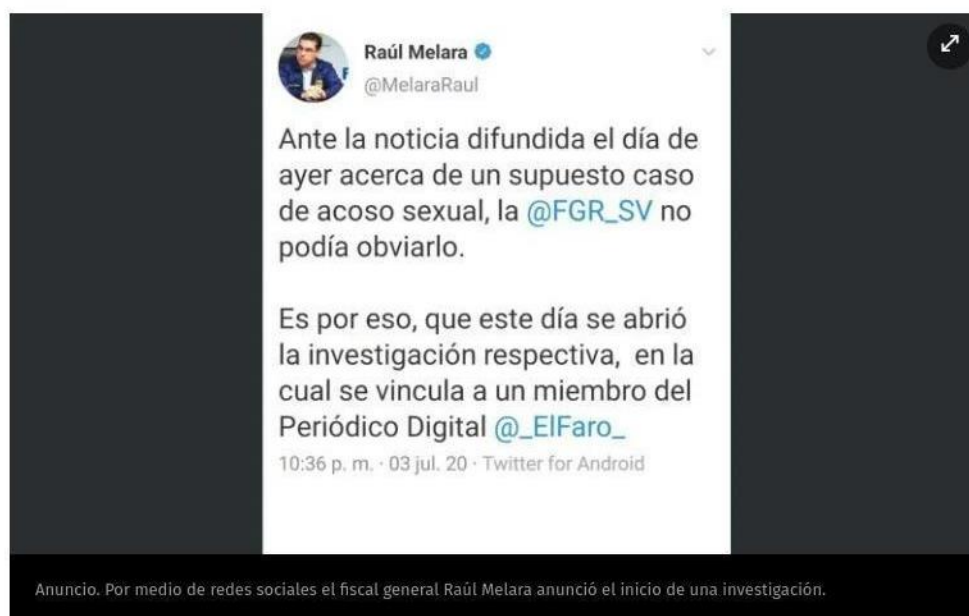 Raúl Melara
@MelaraRaul
Ante la noticia difundida el día de
ayer acerca de un supuesto caso
de acoso sexual, la @FGR_SV no
podía obviarlo.
Es por eso, que este día se abrió
la investigación respectiva,  en la
cual se vincula a un miembro del
Periódico Digital @_ElFaro_
10:36 p. m. · 03 jul. 20 · Twitter for Android
Anuncio. Por medio de redes sociales el fiscal general Raúl Melara anunció el inicio de una investigación.